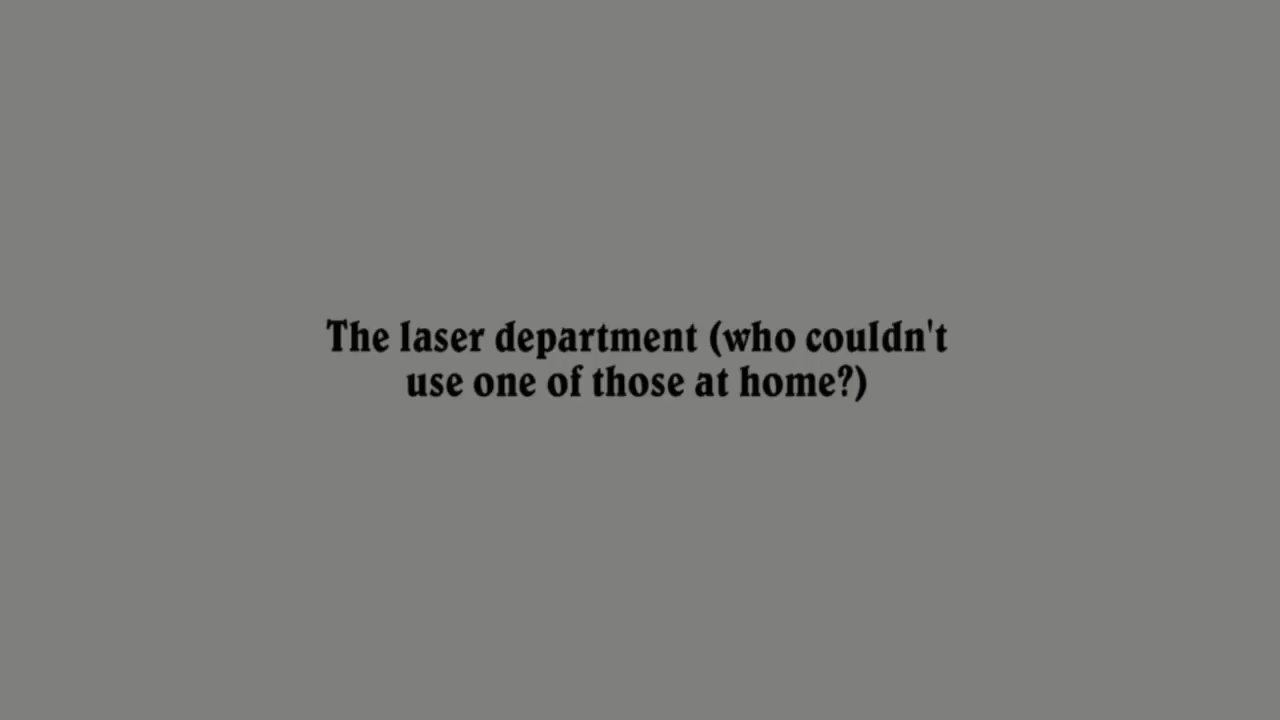 The laser department (who couldn't
use one of those at home?)